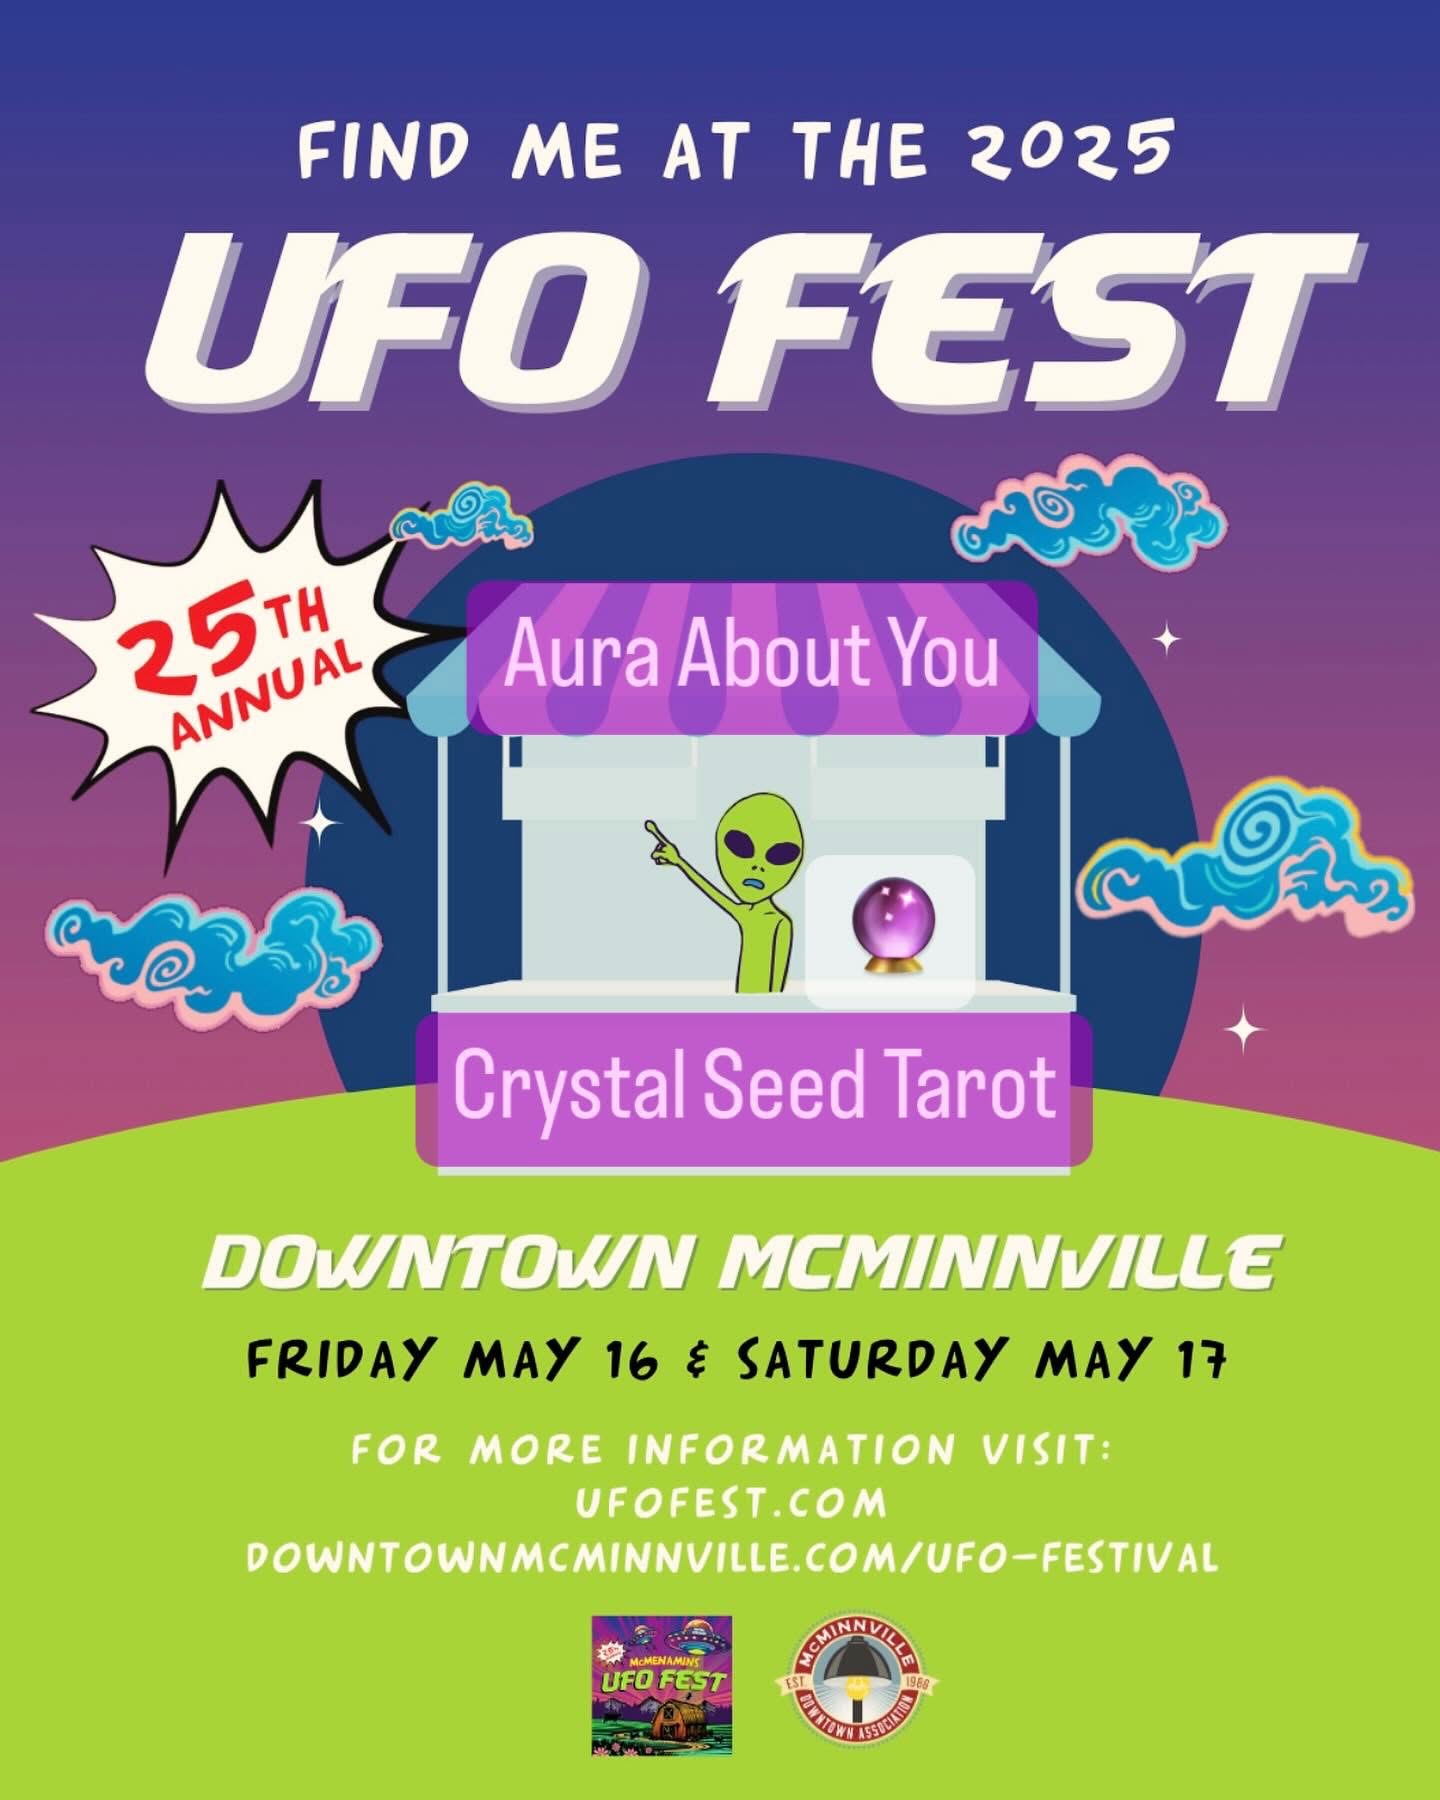 FIND ME AT THE 2025
UFO FEST
25TH
ANNUAL
Aura About You
Crystal Seed Tarot
DOWNTOWN MCMINNVILLE
FRIDAY MAY 16 & SATURDAY MAY 17
FOR MORE INFORMATION VISIT:
UFOFEST.COM
DOWNTOWNMCMINNVILLE.COM/UFO-FESTIVAL
McMENAMINS
UFO FEST
McMINNVILLE
EST. 1986
DOWNTOWN ASSOCIATION